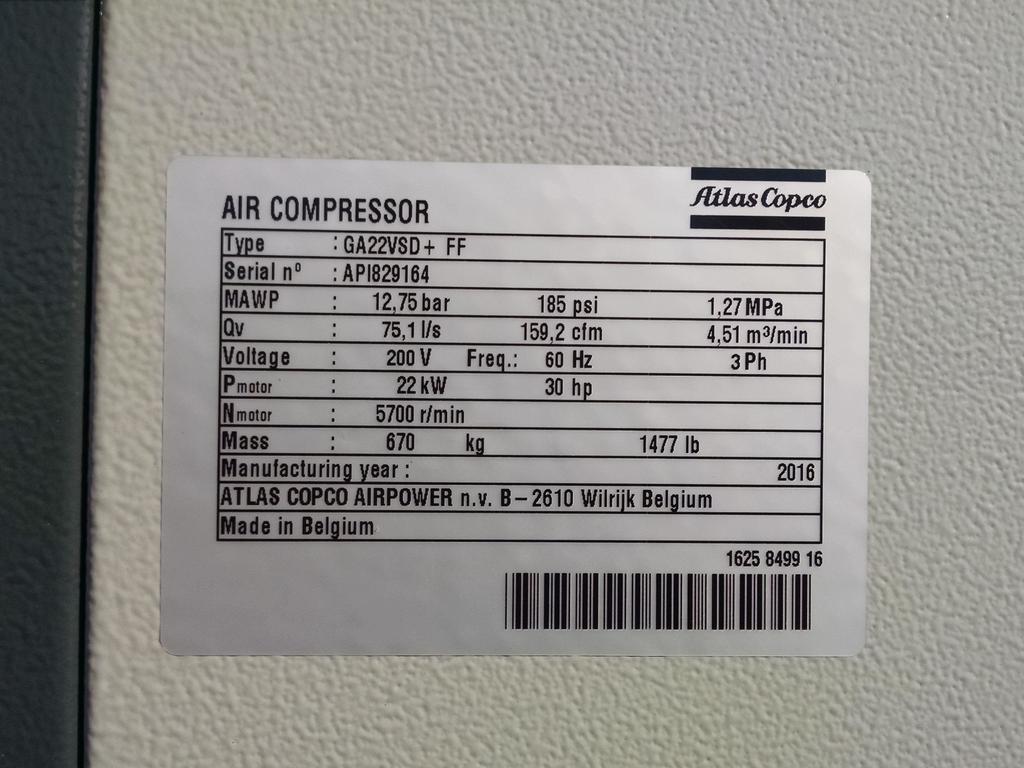 Atlas Copco
AIR COMPRESSOR
Type : GA22VSD+ FF
Serial nº : API829164
MAWP : 12,75 bar 185 psi 1,27 MPa
Qv : 75,1 l/s 159,2 cfm 4,51 m³/min
Voltage : 200 V Freq.: 60 Hz 3 Ph
Pmotor : 22 kW 30 hp
Nmotor : 5700 r/min
Mass : 670 kg 1477 lb
Manufacturing year : 2016
ATLAS COPCO AIRPOWER n.v. B-2610 Wilrijk Belgium
Made in Belgium
1625 8499 16